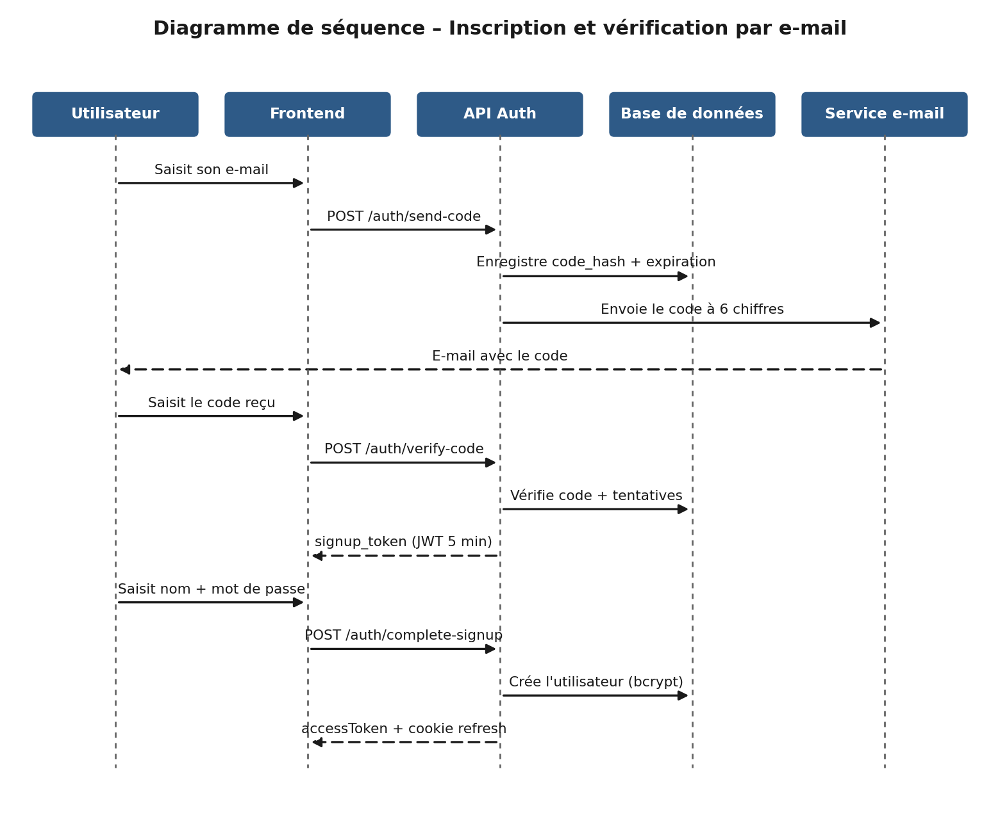 Diagramme de séquence – Inscription et vérification par e-mail
Utilisateur
Frontend
API Auth
Base de données
Service e-mail
Saisit son e-mail
POST /auth/send-code
Enregistre code_hash + expiration
Envoie le code à 6 chiffres
E-mail avec le code
Saisit le code reçu
POST /auth/verify-code
Vérifie code + tentatives
signup_token (JWT 5 min)
Saisit nom + mot de passe
POST /auth/complete-signup
Crée l'utilisateur (bcrypt)
accessToken + cookie refresh